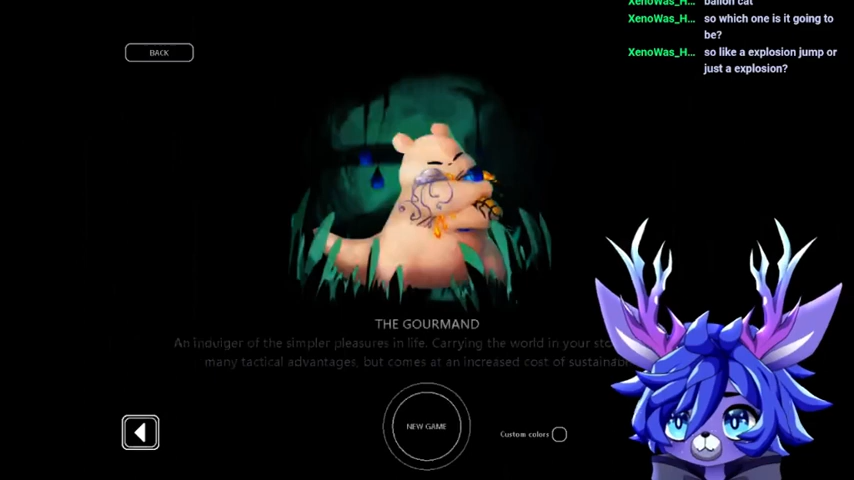 ballon cat
XenoWas_H... so which one is it going to
be?
XenoWas_H... so like a explosion jump or
just a explosion?
BACK
THE GOURMAND
An indulger of the simpler pleasures in life. Carrying the world in your
many tactical advantages, but comes at an increased cost of
NEW GAME
Custom colors